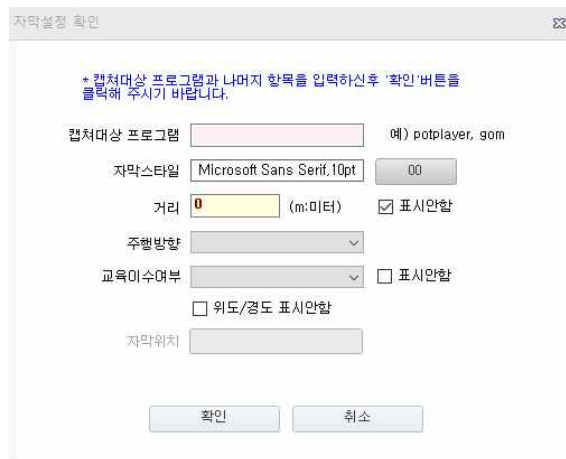 자막설정 확인
* 캡쳐대상 프로그램과 나머지 항목을 입력하신후 '확인'버튼을
클릭해 주시기 바랍니다.
캡쳐대상 프로그램 예) potplayer, gom
자막스타일 Microsoft Sans Serif,10pt 00
거리 0 (m:미터) 표시안함
주행방향
교육이수여부 표시안함
위도/경도 표시안함
자막위치
확인 취소